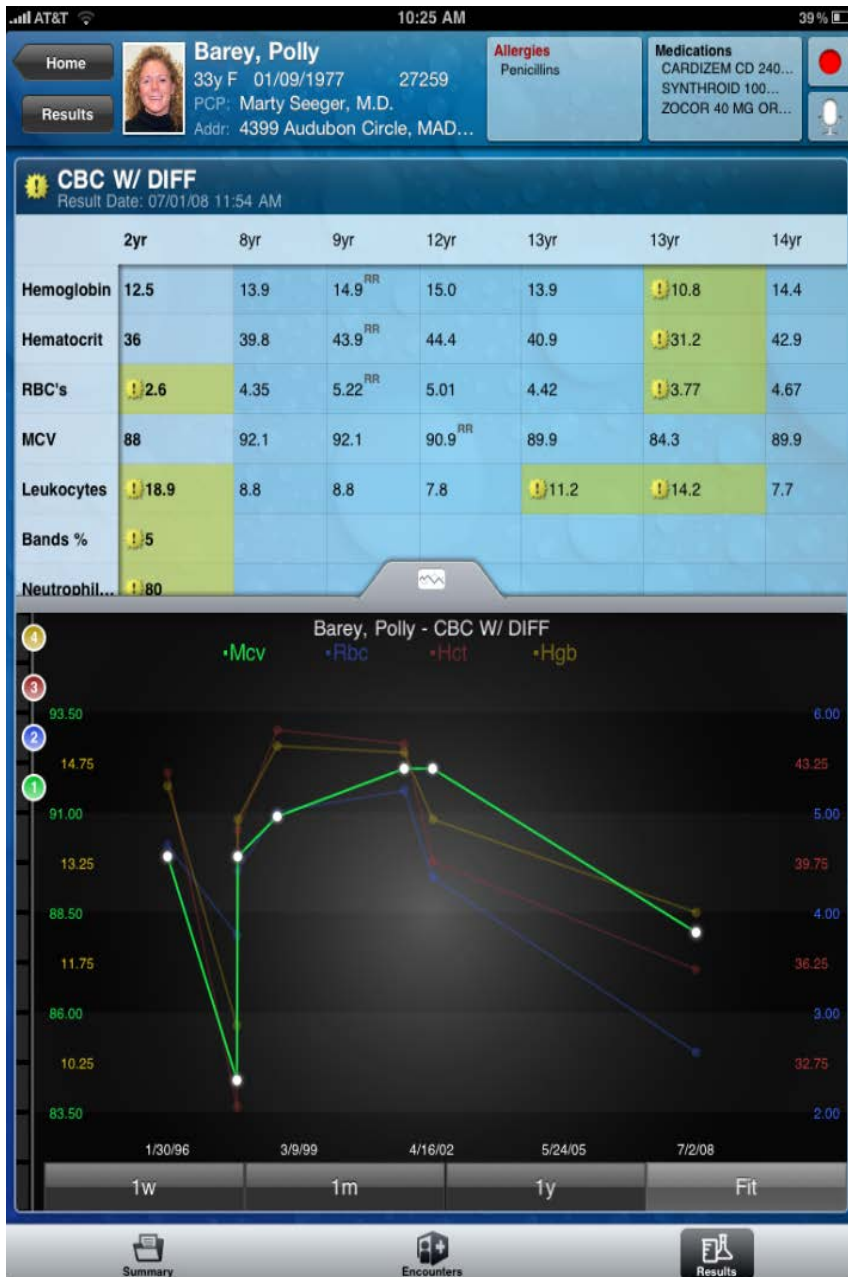 AT&T 10:25 AM 39 %
Home
Results
Barey, Polly
33y F 01/09/1977 27259
PCP: Marty Seeger, M.D.
Addr: 4399 Audubon Circle, MAD...
Allergies
Penicillins
Medications
CARDIZEM CD 240...
SYNTHROID 100...
ZOCOR 40 MG OR...
CBC W/ DIFF
Result Date: 07/01/08 11:54 AM
2yr 8yr 9yr 12yr 13yr 13yr 14yr
Hemoglobin 12.5 13.9 14.9 RR 15.0 13.9 ! 10.8 14.4
Hematocrit 36 39.8 43.9 RR 44.4 40.9 ! 31.2 42.9
RBC's ! 2.6 4.35 5.22 RR 5.01 4.42 ! 3.77 4.67
MCV 88 92.1 92.1 90.9 RR 89.9 84.3 89.9
Leukocytes ! 18.9 8.8 8.8 7.8 ! 11.2 ! 14.2 7.7
Bands % ! 5
Neutrophil... ! 80
Barey, Polly - CBC W/ DIFF
•Mcv •Rbc •Hct •Hgb
4
3
2
1
93.50 6.00
14.75 43.25
91.00 5.00
13.25 39.75
88.50 4.00
11.75 36.25
86.00 3.00
10.25 32.75
83.50 2.00
1/30/96 3/9/99 4/16/02 5/24/05 7/2/08
1w 1m 1y Fit
Summary Encounters Results